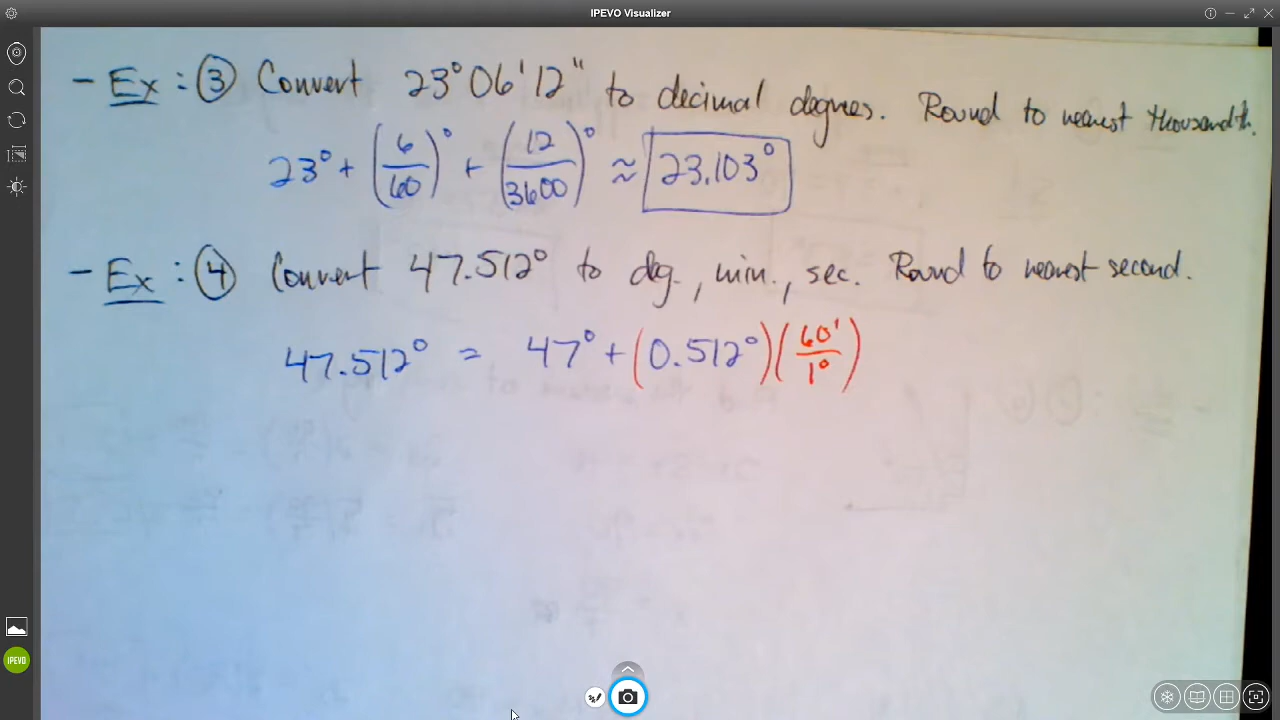 IPEVO Visualizer
- Ex: ③ Convert 23°06'12" to decimal degrees. Round to nearest thousandth.
23° + (6/60)° + (12/3600)° ≈ 23.103°
- Ex: ④ Convert 47.512° to deg., min., sec. Round to nearest second.
47.512° = 47° + (0.512°)(60'/1°)
IPEVO